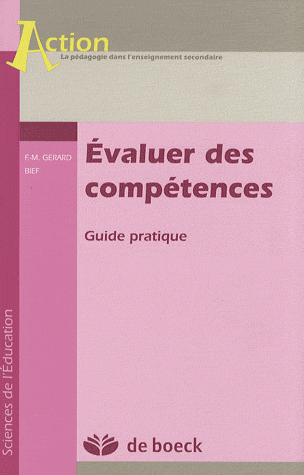 Action
La pédagogie dans l'enseignement secondaire
F.-M. GERARD
BIEF
Évaluer des
compétences
Guide pratique
Sciences de l'Éducation
de boeck